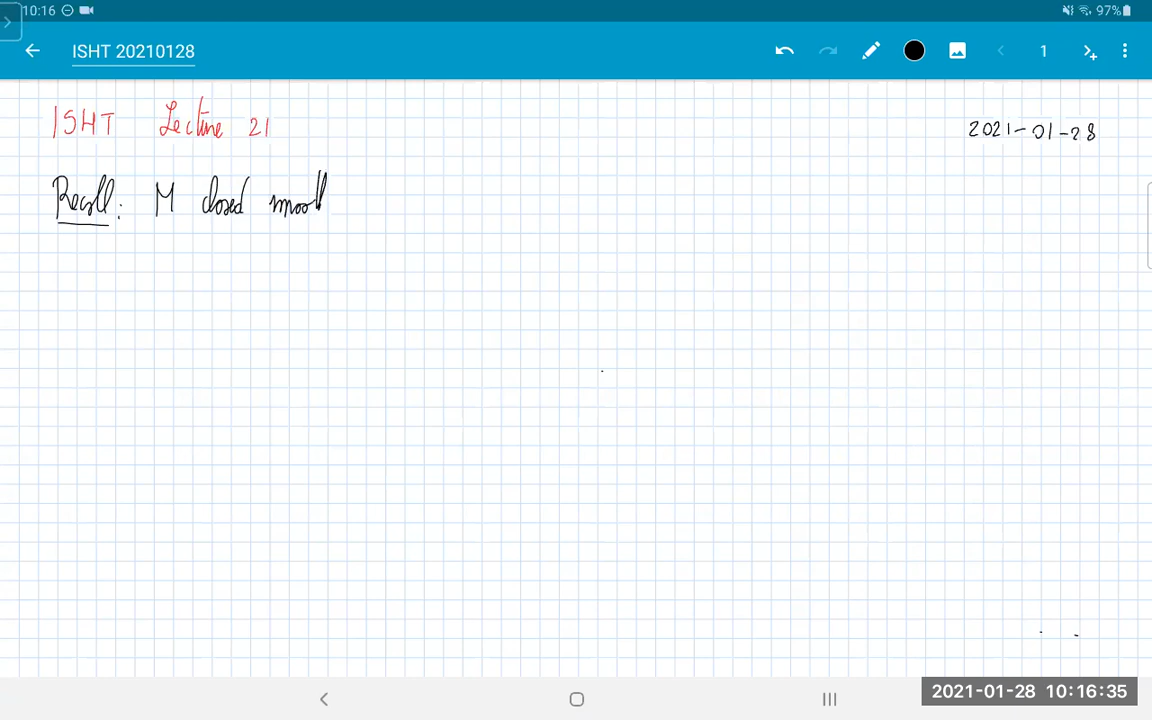 10:16 97%
ISHT 20210128
1
ISHT Lecture 21
2021-01-28
Recall: M closed smooth
2021-01-28 10:16:35